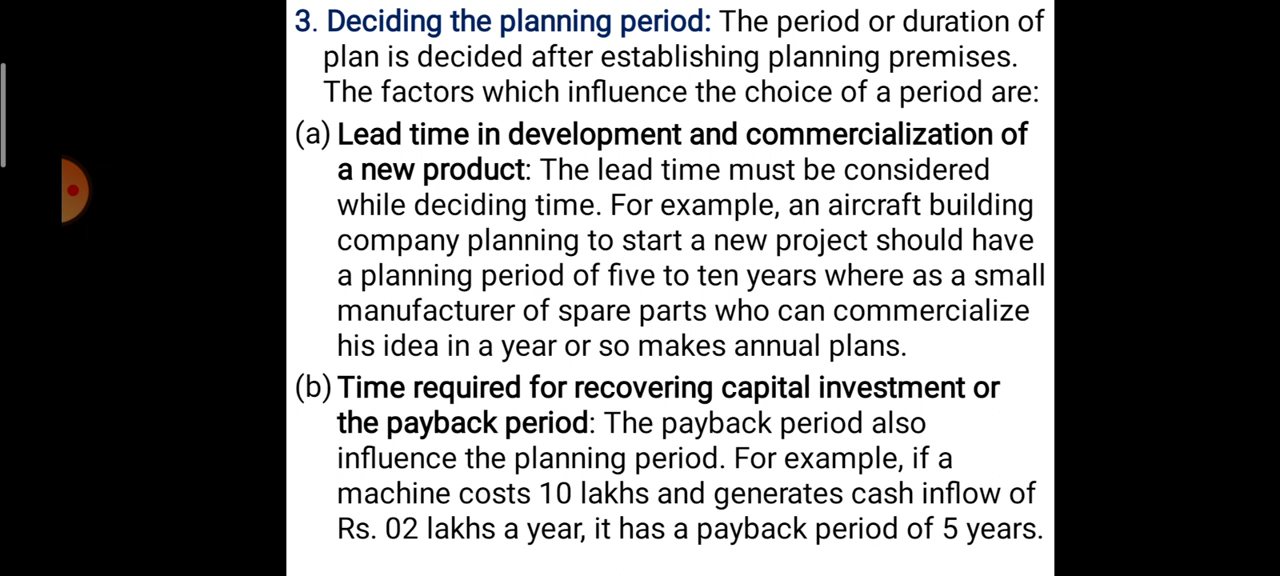 3. Deciding the planning period: The period or duration of
plan is decided after establishing planning premises.
The factors which influence the choice of a period are:
(a) Lead time in development and commercialization of
a new product: The lead time must be considered
while deciding time. For example, an aircraft building
company planning to start a new project should have
a planning period of five to ten years where as a small
manufacturer of spare parts who can commercialize
his idea in a year or so makes annual plans.
(b) Time required for recovering capital investment or
the payback period: The payback period also
influence the planning period. For example, if a
machine costs 10 lakhs and generates cash inflow of
Rs. 02 lakhs a year, it has a payback period of 5 years.